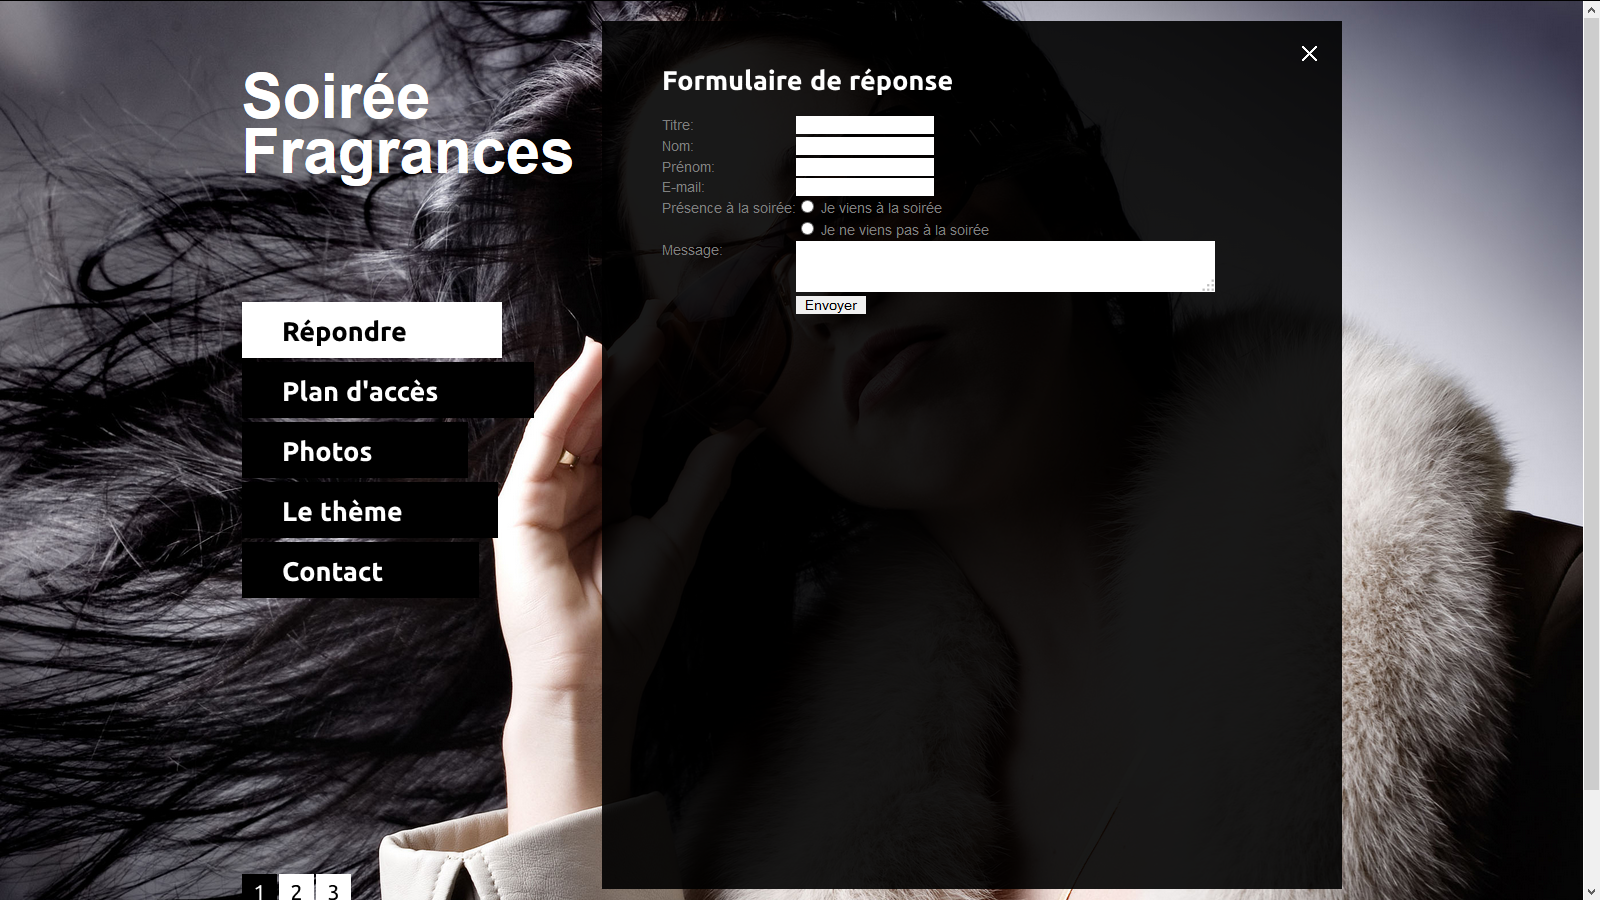 Soirée
Fragrances
Répondre
Plan d'accès
Photos
Le thème
Contact
1 2 3
Formulaire de réponse
Titre:
Nom:
Prénom:
E-mail:
Présence à la soirée: Je viens à la soirée
Je ne viens pas à la soirée
Message:
Envoyer